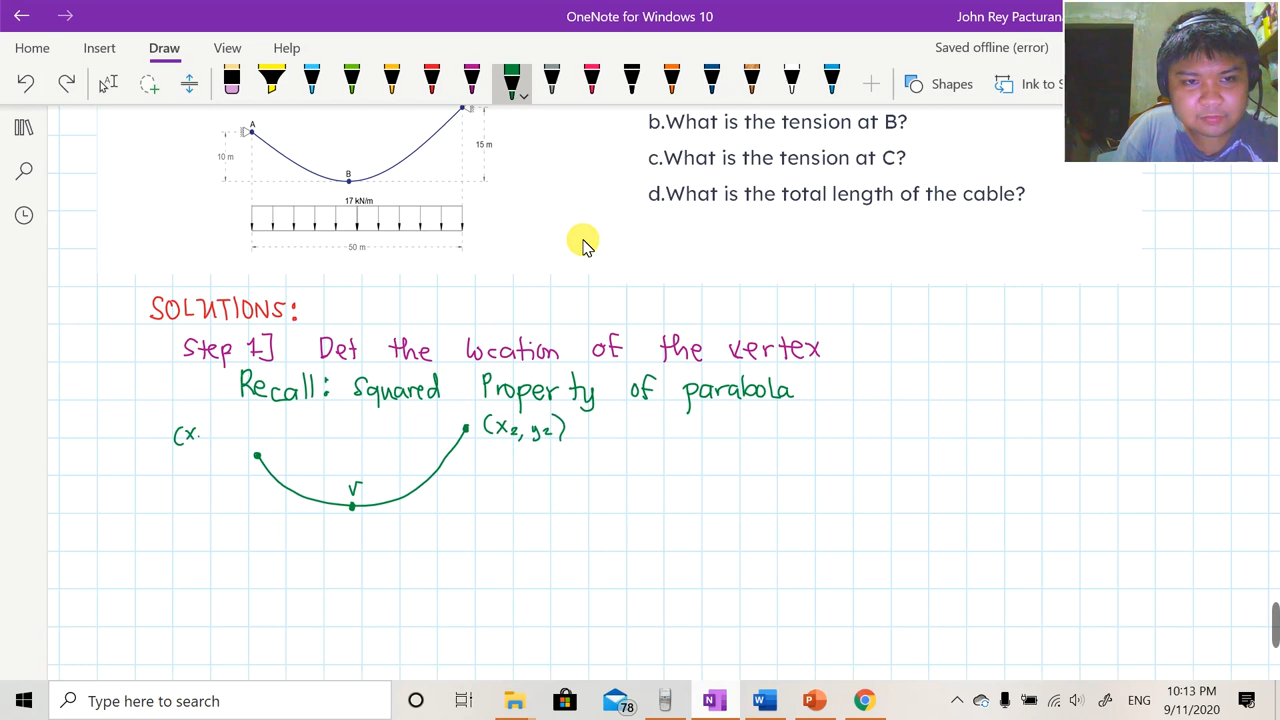 OneNote for Windows 10
John Rey Pacturan
Home Insert Draw View Help
Saved offline (error)
Shapes
Ink to S
A
10 m
B
15 m
17 kN/m
50 m
b.What is the tension at B?
c.What is the tension at C?
d.What is the total length of the cable?
SOLUTIONS:
Step 1] Det the location of the vertex
Recall: Squared Property of parabola
(x
(x2, y2)
V
Type here to search
78
ENG
10:13 PM
9/11/2020